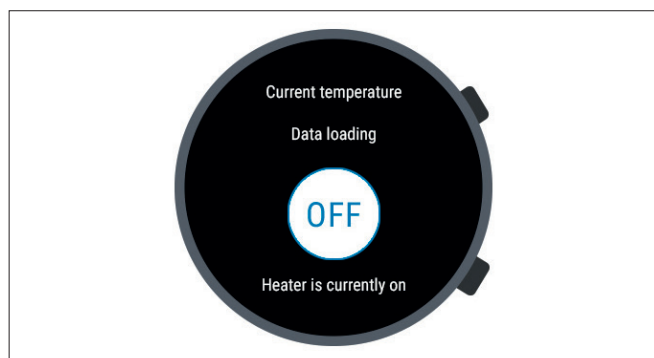 Current temperature
Data loading
OFF
Heater is currently on